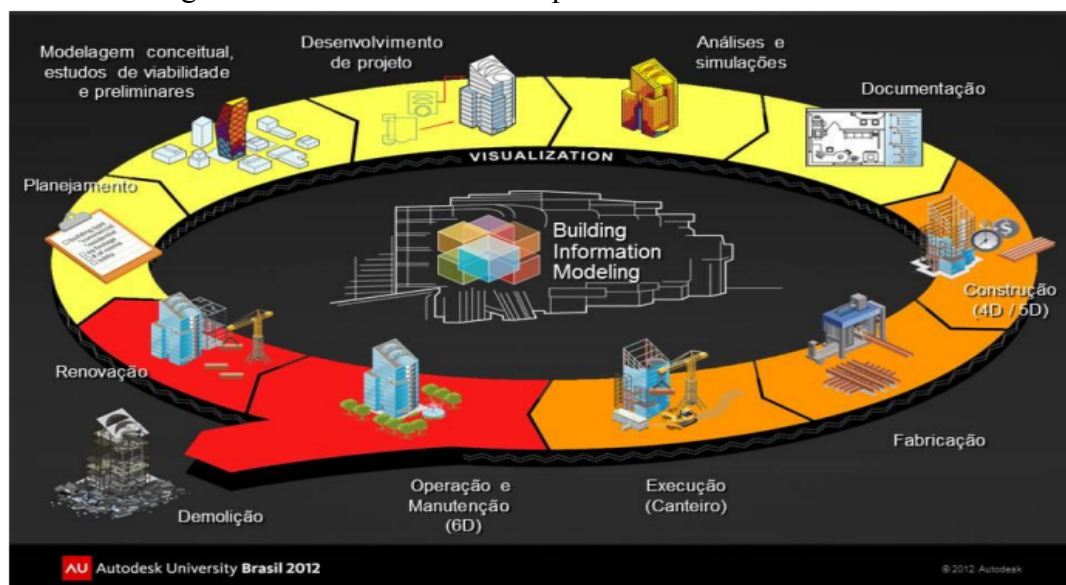 Modelagem conceitual,
estudos de viabilidade
e preliminares
Desenvolvimento
de projeto
Análises e
simulações
Documentação
VISUALIZATION
Planejamento
Building
Information
Modeling
Construção
(4D / 5D)
Renovação
Fabricação
Operação e
Manutenção
(6D)
Execução
(Canteiro)
Demolição
AU Autodesk University Brasil 2012
© 2012 Autodesk